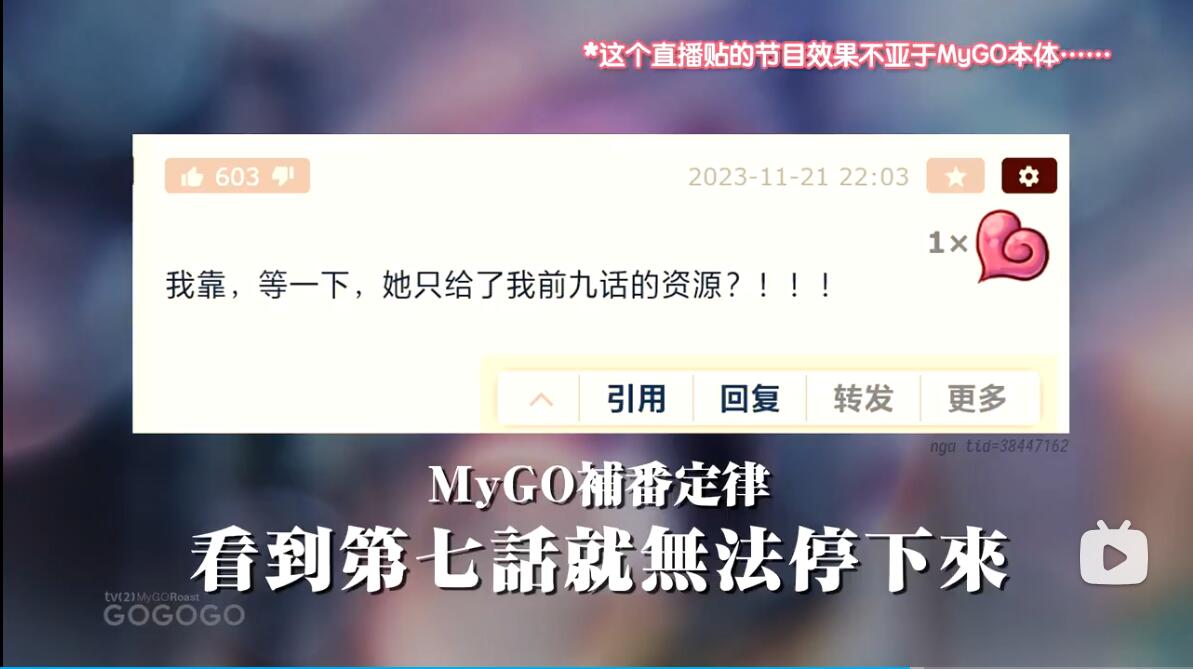 *这个直播贴的节目效果不亚于MyGO本体……
603
2023-11-21 22:03
1×
我靠，等一下，她只给了我前九话的资源？！！！
引用 回复 转发 更多
nga tid=38447162
MyGO補番定律
看到第七話就無法停下來
tv(2)MyGORoast
GOGOGO